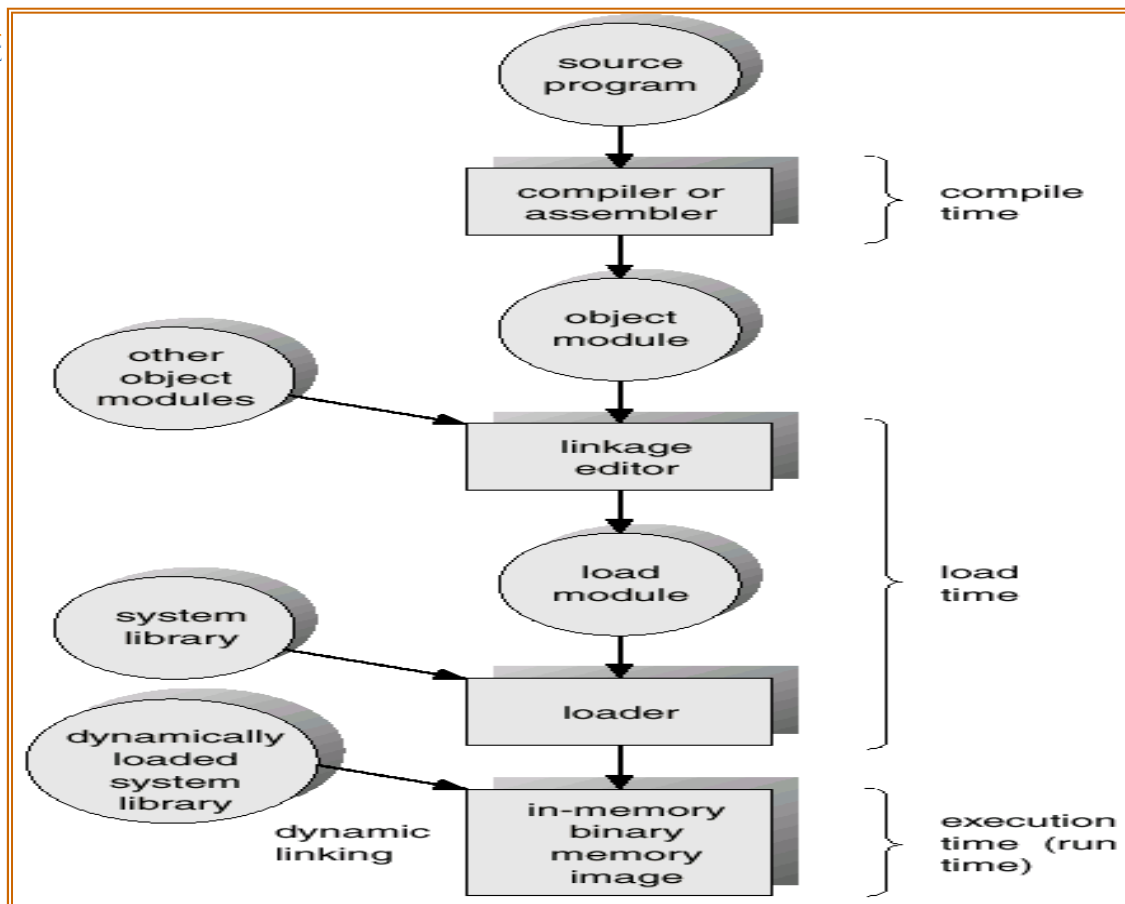 source
program
compiler or
assembler
compile
time
object
module
other
object
modules
linkage
editor
load
module
load
time
system
library
loader
dynamically
loaded
system
library
dynamic
linking
in-memory
binary
memory
image
execution
time (run
time)